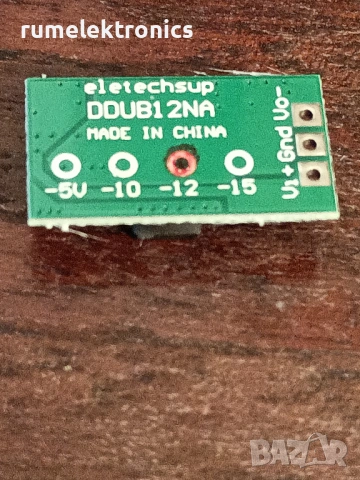 rumelektronics
eletechsup
DDUB12NA
MADE IN CHINA
-5V -10 -12 -15
Vi+ Gnd Vo-
BAZAR